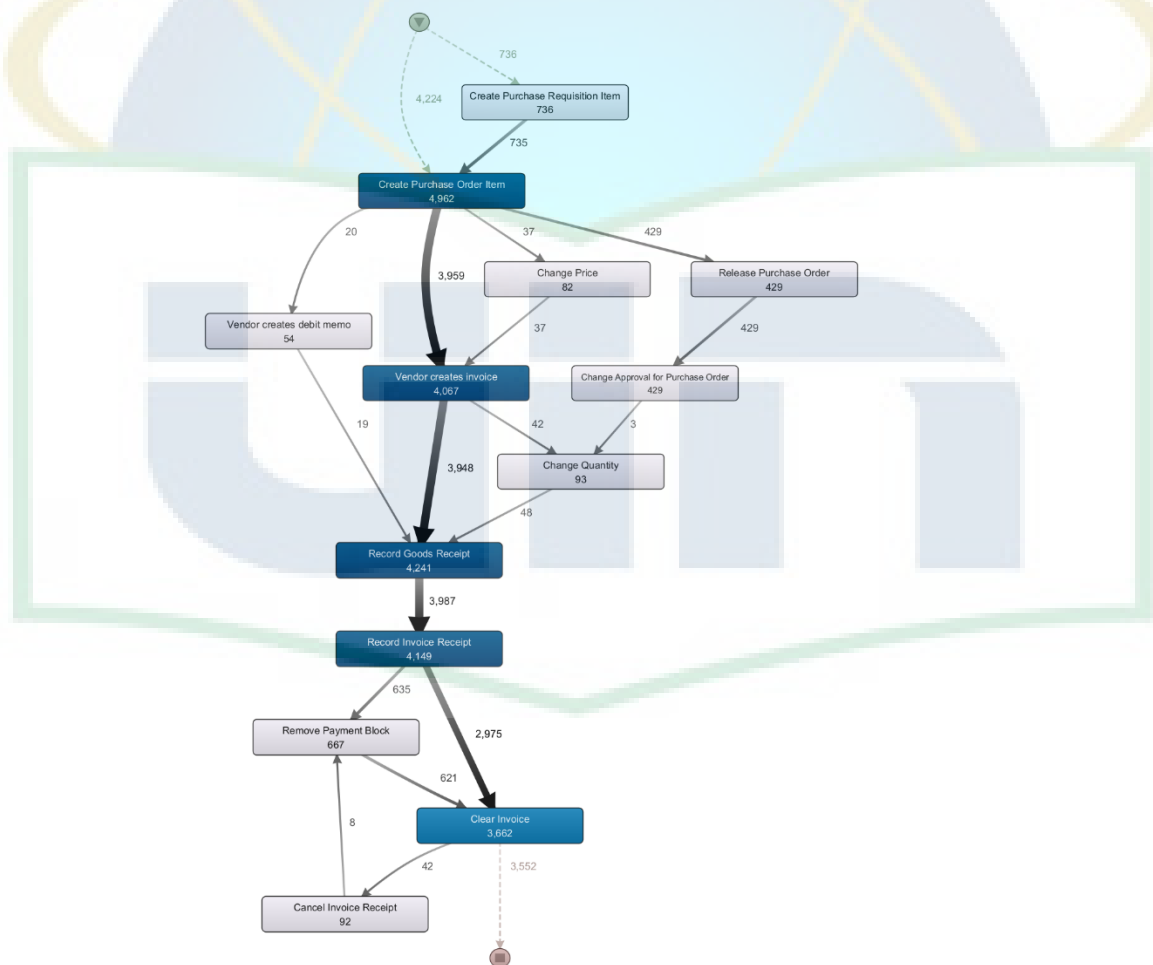 736
4,224
Create Purchase Requisition Item
736
735
Create Purchase Order Item
4,962
20
37
429
3,959
Change Price
82
Release Purchase Order
429
Vendor creates debit memo
54
37
429
Vendor creates invoice
4,067
Change Approval for Purchase Order
429
19
42
3
3,948
Change Quantity
93
48
Record Goods Receipt
4,241
3,987
Record Invoice Receipt
4,149
635
Remove Payment Block
667
2,975
621
Clear Invoice
3,662
8
42
3,552
Cancel Invoice Receipt
92